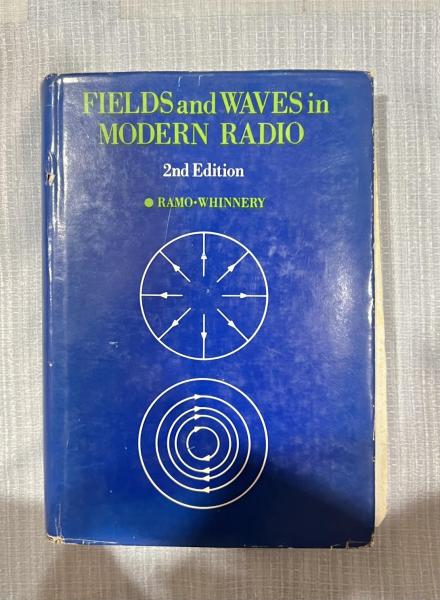 FIELDS and WAVES in
MODERN RADIO
2nd Edition
● RAMO·WHINNERY